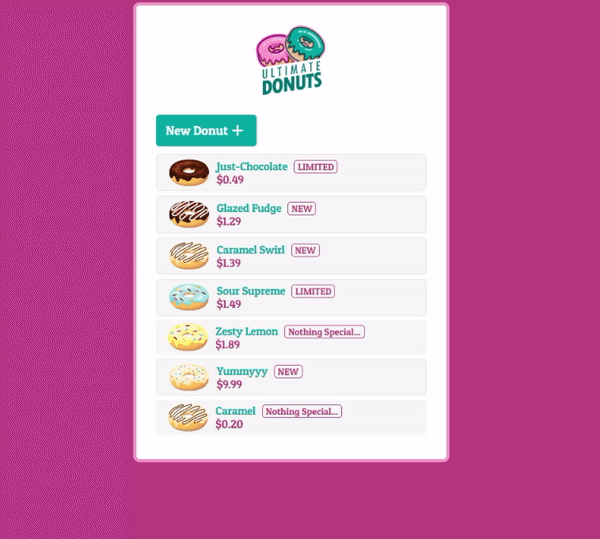 ULTIMATE
DONUTS
New Donut +
Just-Chocolate LIMITED
$0.49
Glazed Fudge NEW
$1.29
Caramel Swirl NEW
$1.39
Sour Supreme LIMITED
$1.49
Zesty Lemon Nothing Special...
$1.89
Yummyyy NEW
$9.99
Caramel Nothing Special...
$0.20